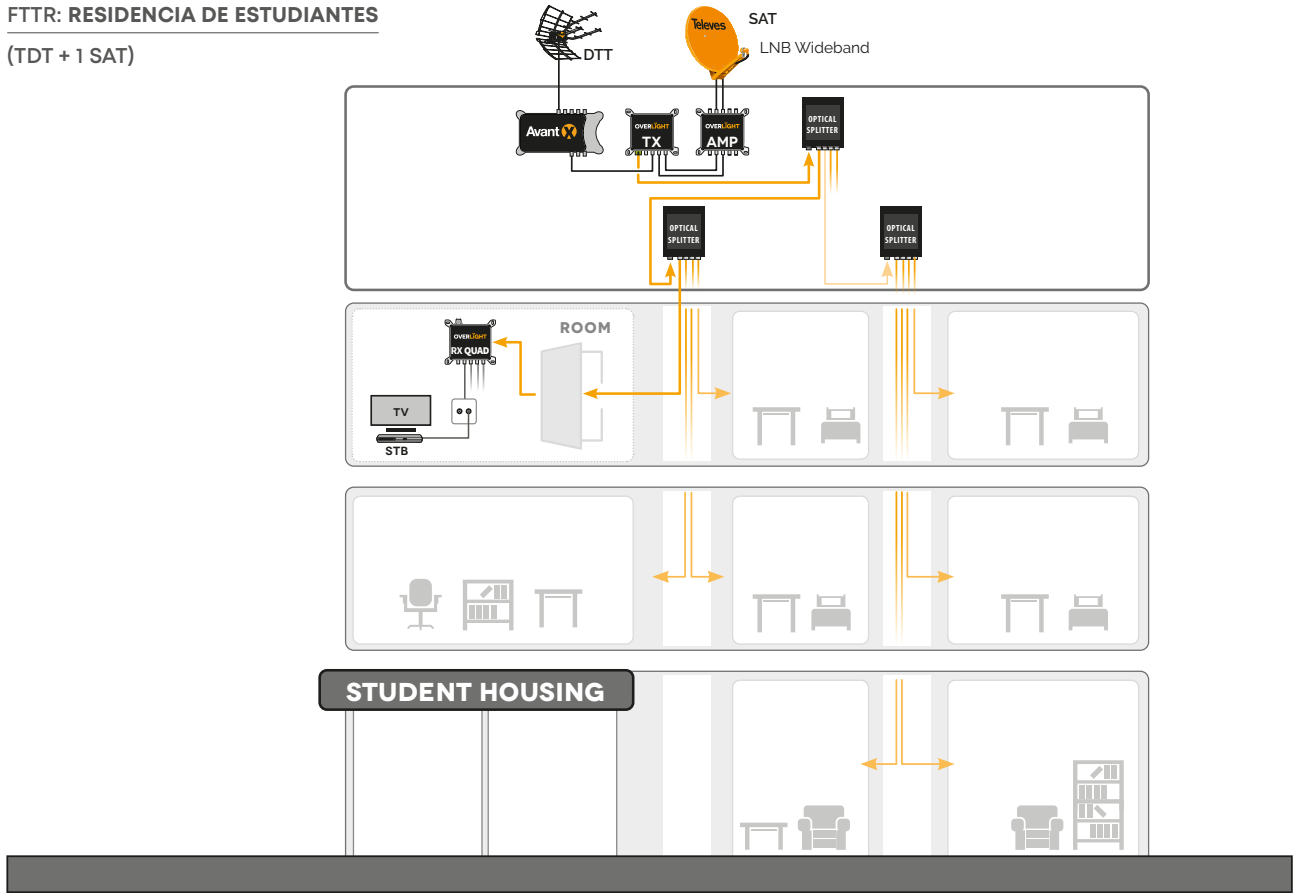 FTTR: RESIDENCIA DE ESTUDIANTES
(TDT + 1 SAT)
DTT
Televes
SAT
LNB Wideband
Avant X
OVERLIGHT
TX
OVERLIGHT
AMP
OPTICAL
SPLITTER
OPTICAL
SPLITTER
OPTICAL
SPLITTER
ROOM
OVERLIGHT
RX QUAD
TV
STB
STUDENT HOUSING